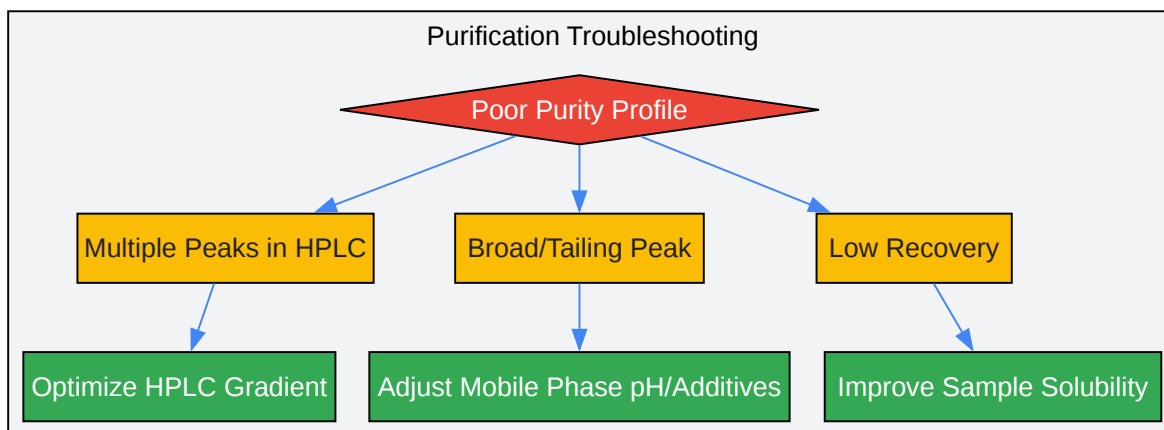 Purification Troubleshooting
Poor Purity Profile
Multiple Peaks in HPLC
Broad/Tailing Peak
Low Recovery
Optimize HPLC Gradient
Adjust Mobile Phase pH/Additives
Improve Sample Solubility